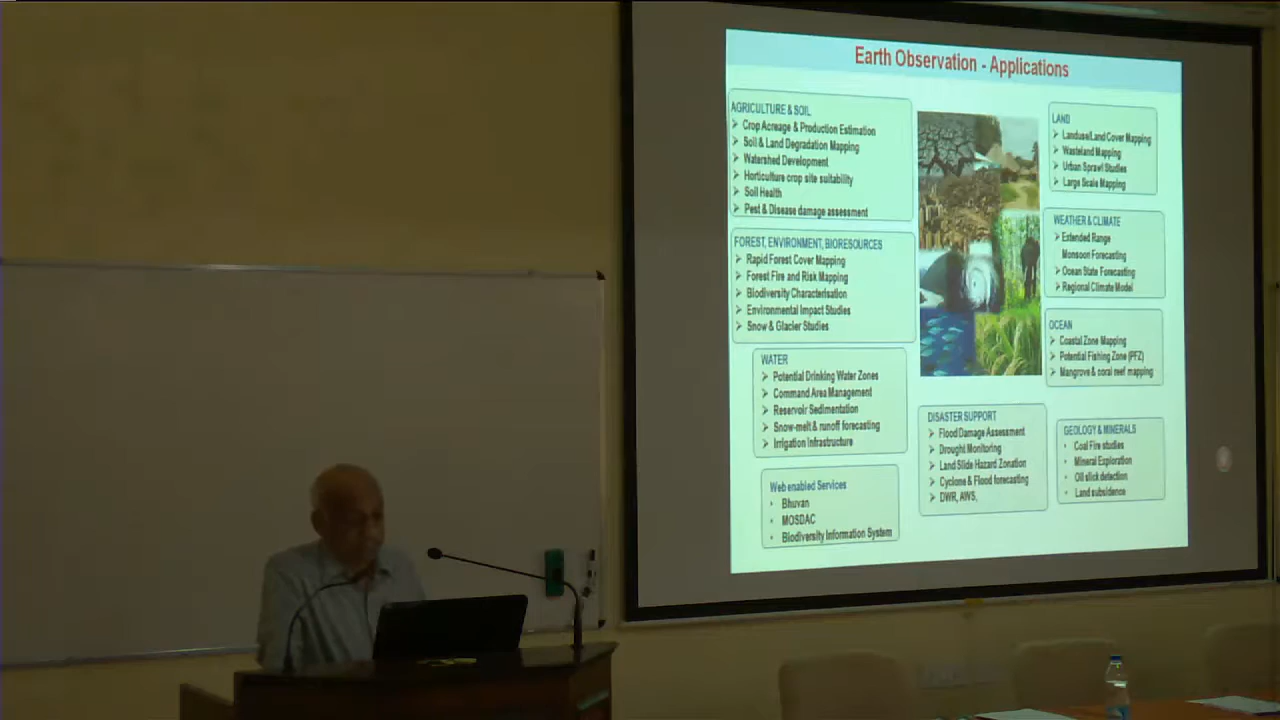 Earth Observation - Applications
AGRICULTURE & SOIL
➢ Crop Acreage & Production Estimation
➢ Soil & Land Degradation Mapping
➢ Watershed Development
➢ Horticulture crop site suitability
➢ Soil Health
➢ Pest & Disease damage assessment
FOREST, ENVIRONMENT, BIORESOURCES
➢ Rapid Forest Cover Mapping
➢ Forest Fire and Risk Mapping
➢ Biodiversity Characterisation
➢ Environmental Impact Studies
➢ Snow & Glacier Studies
WATER
➢ Potential Drinking Water Zones
➢ Command Area Management
➢ Reservoir Sedimentation
➢ Snow-melt & runoff forecasting
➢ Irrigation Infrastructure
Web enabled Services
• Bhuvan
• MOSDAC
• Biodiversity Information System
LAND
➢ Landuse/Land Cover Mapping
➢ Wasteland Mapping
➢ Urban Sprawl Studies
➢ Large Scale Mapping
WEATHER & CLIMATE
➢ Extended Range
Monsoon Forecasting
➢ Ocean State Forecasting
➢ Regional Climate Model
OCEAN
➢ Coastal Zone Mapping
➢ Potential Fishing Zone (PFZ)
➢ Mangrove & coral reef mapping
DISASTER SUPPORT
➢ Flood Damage Assessment
➢ Drought Monitoring
➢ Land Slide Hazard Zonation
➢ Cyclone & Flood forecasting
➢ DWR, AWS,
GEOLOGY & MINERALS
• Coal Fire studies
• Mineral Exploration
• Oil slick detection
• Land subsidence